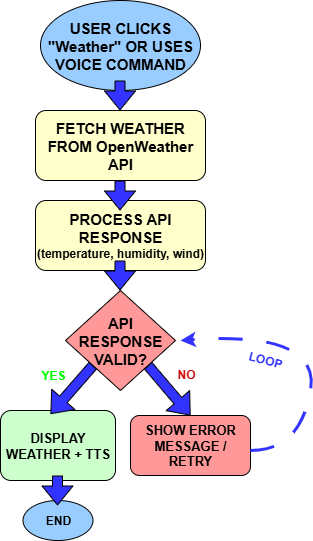 USER CLICKS
"Weather" OR USES
VOICE COMMAND
FETCH WEATHER
FROM OpenWeather
API
PROCESS API
RESPONSE
(temperature, humidity, wind)
API
RESPONSE
VALID?
LOOP
YES
NO
DISPLAY
WEATHER + TTS
SHOW ERROR
MESSAGE /
RETRY
END